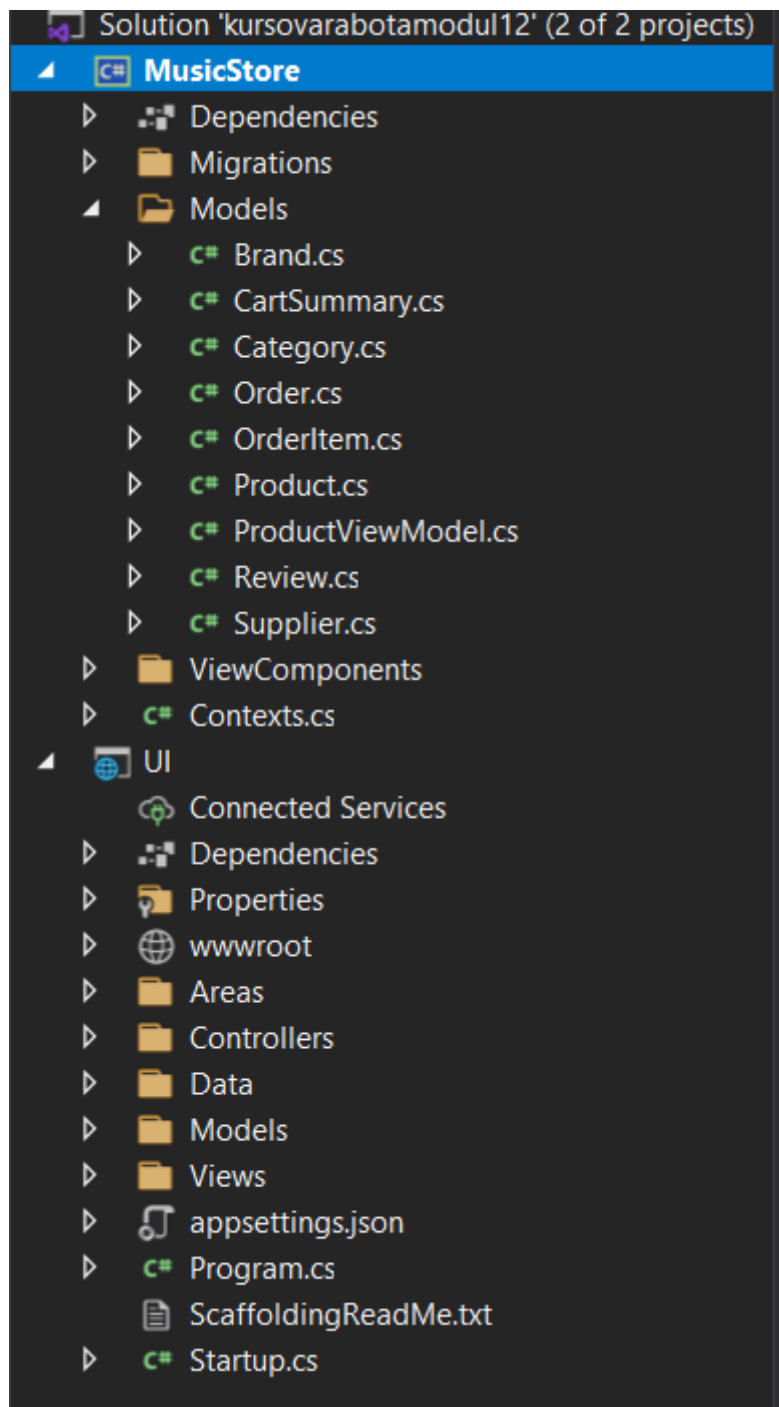 Solution 'kursovarabotamodul12' (2 of 2 projects)
C# MusicStore
Dependencies
Migrations
Models
C# Brand.cs
C# CartSummary.cs
C# Category.cs
C# Order.cs
C# OrderItem.cs
C# Product.cs
C# ProductViewModel.cs
C# Review.cs
C# Supplier.cs
ViewComponents
C# Contexts.cs
UI
Connected Services
Dependencies
Properties
wwwroot
Areas
Controllers
Data
Models
Views
appsettings.json
C# Program.cs
ScaffoldingReadMe.txt
C# Startup.cs